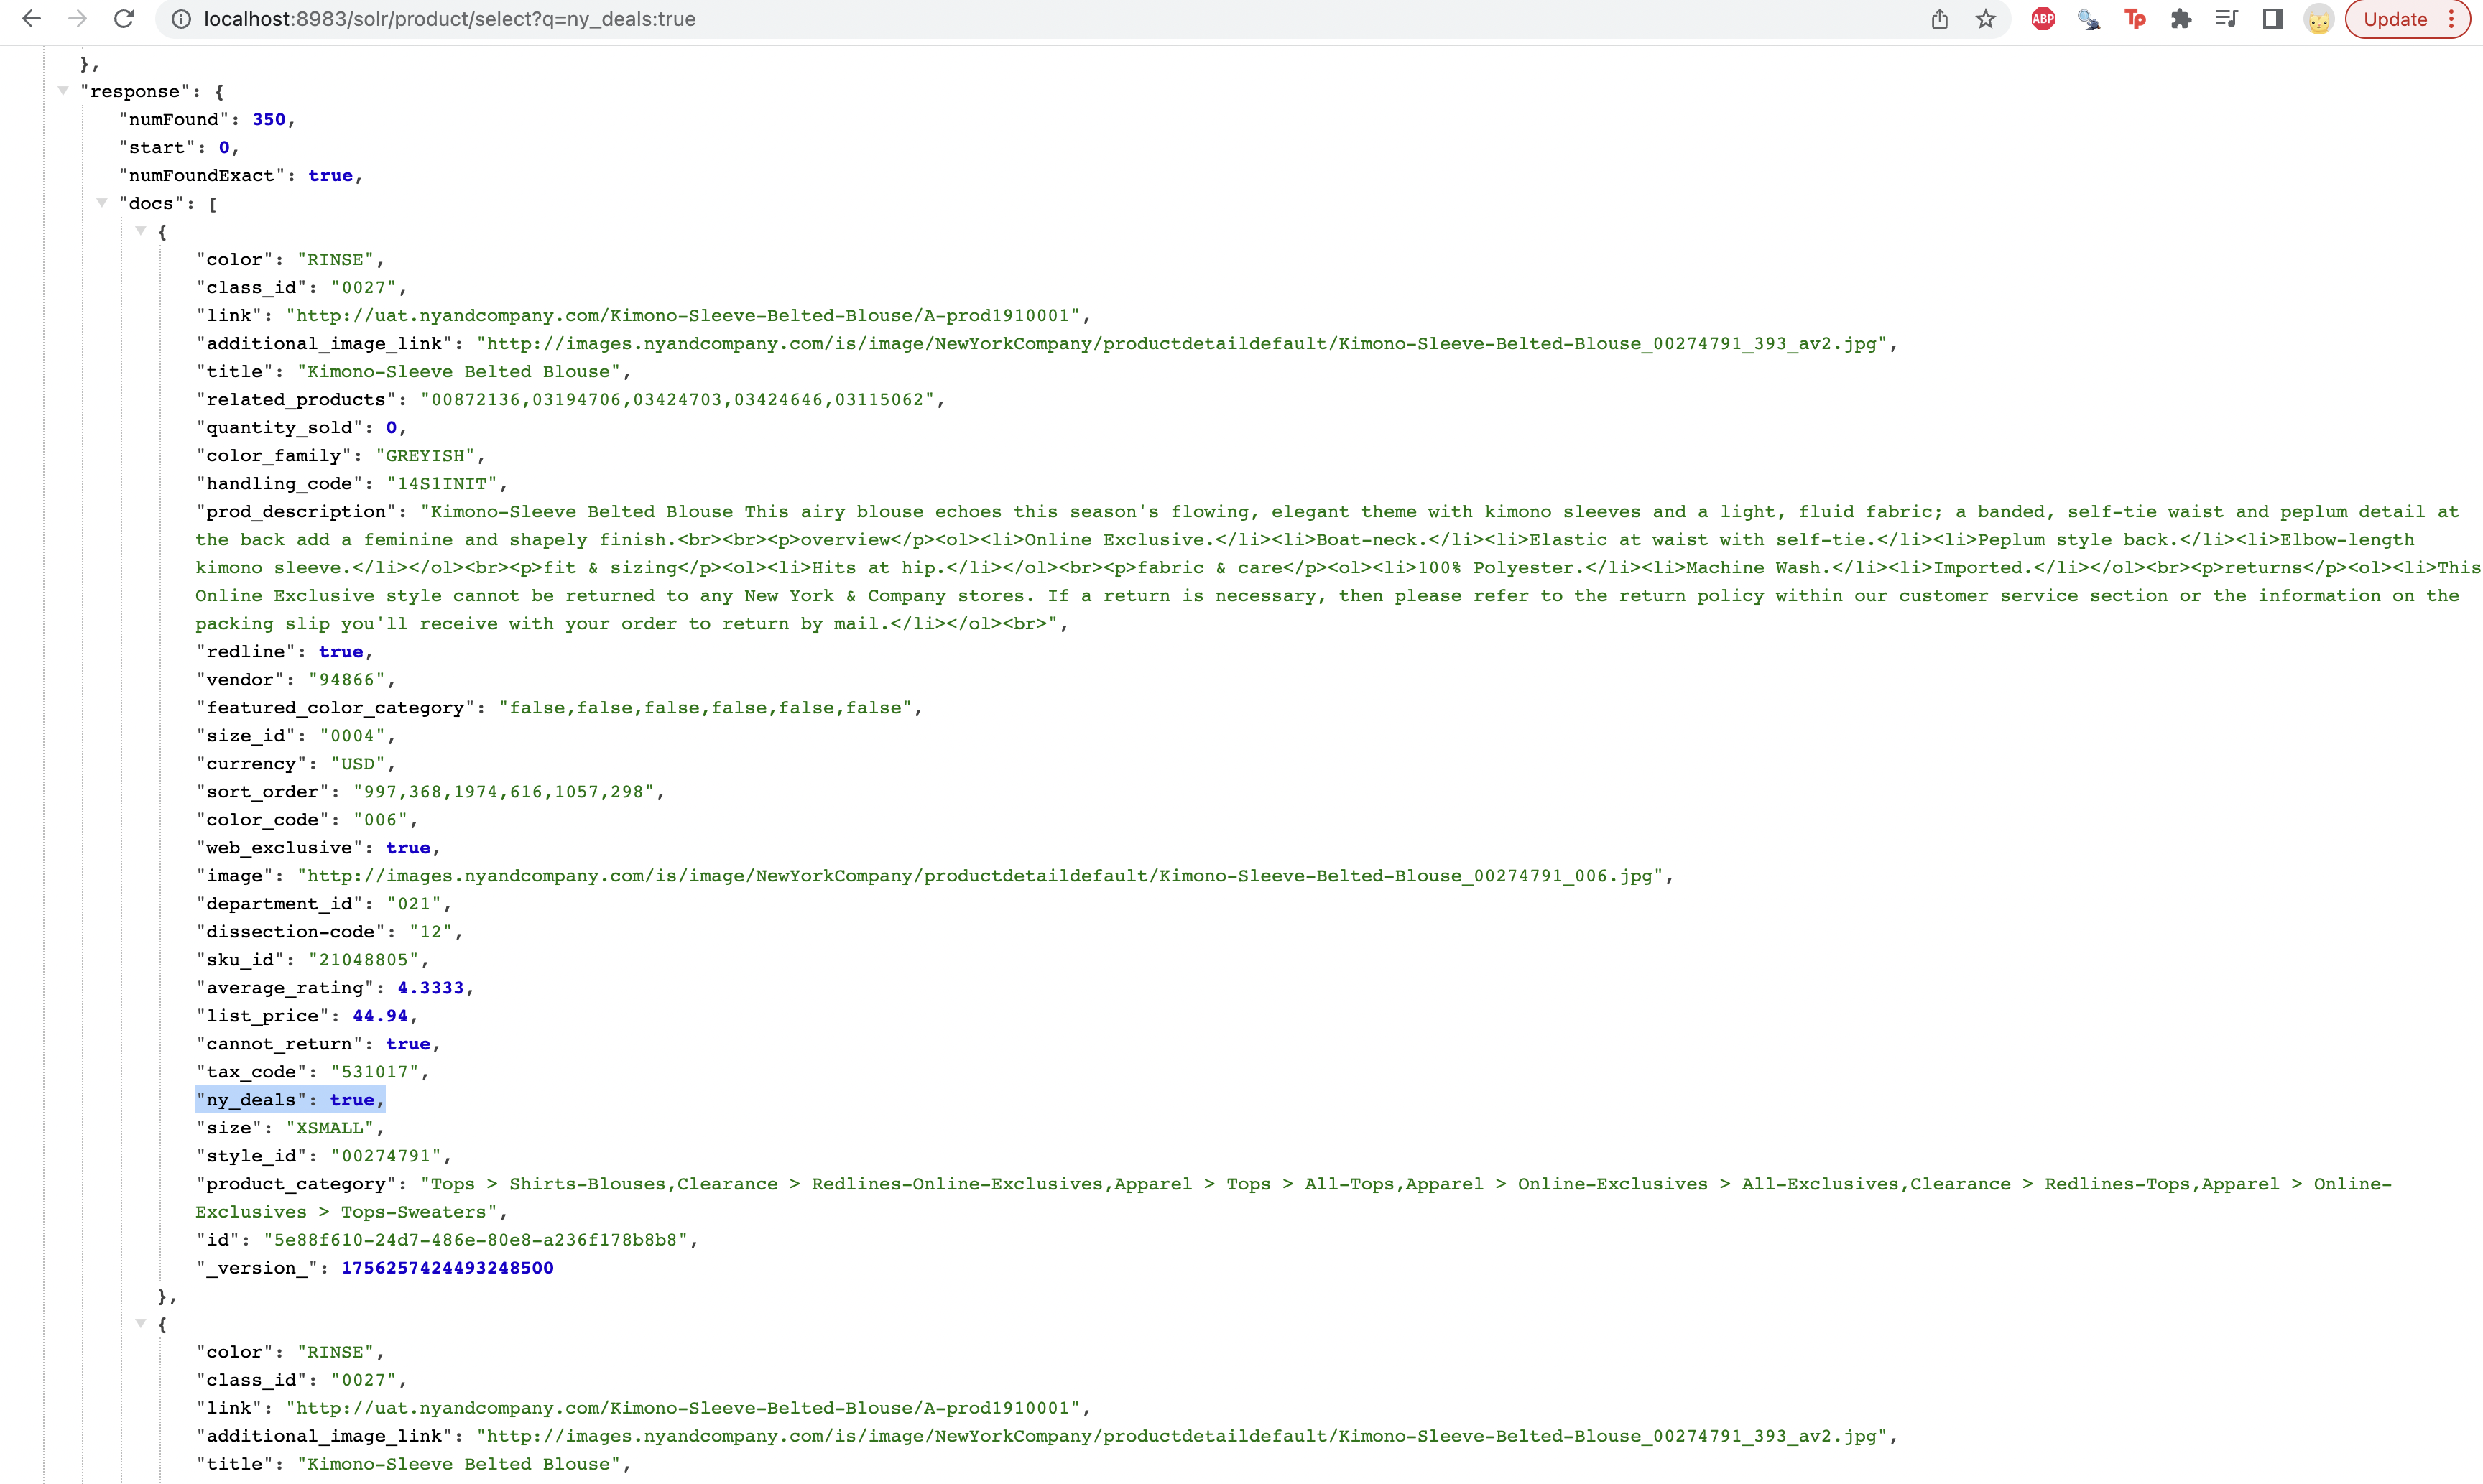 localhost:8983/solr/product/select?q=ny_deals:true
ABP
Tp
Update
},
"response": {
"numFound": 350,
"start": 0,
"numFoundExact": true,
"docs": [
{
"color": "RINSE",
"class_id": "0027",
"link": "http://uat.nyandcompany.com/Kimono-Sleeve-Belted-Blouse/A-prod1910001",
"additional_image_link": "http://images.nyandcompany.com/is/image/NewYorkCompany/productdetaildefault/Kimono-Sleeve-Belted-Blouse_00274791_393_av2.jpg",
"title": "Kimono-Sleeve Belted Blouse",
"related_products": "00872136,03194706,03424703,03424646,03115062",
"quantity_sold": 0,
"color_family": "GREYISH",
"handling_code": "14S1INIT",
"prod_description": "Kimono-Sleeve Belted Blouse This airy blouse echoes this season's flowing, elegant theme with kimono sleeves and a light, fluid fabric; a banded, self-tie waist and peplum detail at
the back add a feminine and shapely finish.<br><br><p>overview</p><ol><li>Online Exclusive.</li><li>Boat-neck.</li><li>Elastic at waist with self-tie.</li><li>Peplum style back.</li><li>Elbow-length
kimono sleeve.</li></ol><br><p>fit & sizing</p><ol><li>Hits at hip.</li></ol><br><p>fabric & care</p><ol><li>100% Polyester.</li><li>Machine Wash.</li><li>Imported.</li></ol><br><p>returns</p><ol><li>This
Online Exclusive style cannot be returned to any New York & Company stores. If a return is necessary, then please refer to the return policy within our customer service section or the information on the
packing slip you'll receive with your order to return by mail.</li></ol><br>",
"redline": true,
"vendor": "94866",
"featured_color_category": "false,false,false,false,false,false",
"size_id": "0004",
"currency": "USD",
"sort_order": "997,368,1974,616,1057,298",
"color_code": "006",
"web_exclusive": true,
"image": "http://images.nyandcompany.com/is/image/NewYorkCompany/productdetaildefault/Kimono-Sleeve-Belted-Blouse_00274791_006.jpg",
"department_id": "021",
"dissection-code": "12",
"sku_id": "21048805",
"average_rating": 4.3333,
"list_price": 44.94,
"cannot_return": true,
"tax_code": "531017",
"ny_deals": true,
"size": "XSMALL",
"style_id": "00274791",
"product_category": "Tops > Shirts-Blouses,Clearance > Redlines-Online-Exclusives,Apparel > Tops > All-Tops,Apparel > Online-Exclusives > All-Exclusives,Clearance > Redlines-Tops,Apparel > Online-
Exclusives > Tops-Sweaters",
"id": "5e88f610-24d7-486e-80e8-a236f178b8b8",
"_version_": 1756257424493248500
},
{
"color": "RINSE",
"class_id": "0027",
"link": "http://uat.nyandcompany.com/Kimono-Sleeve-Belted-Blouse/A-prod1910001",
"additional_image_link": "http://images.nyandcompany.com/is/image/NewYorkCompany/productdetaildefault/Kimono-Sleeve-Belted-Blouse_00274791_393_av2.jpg",
"title": "Kimono-Sleeve Belted Blouse",